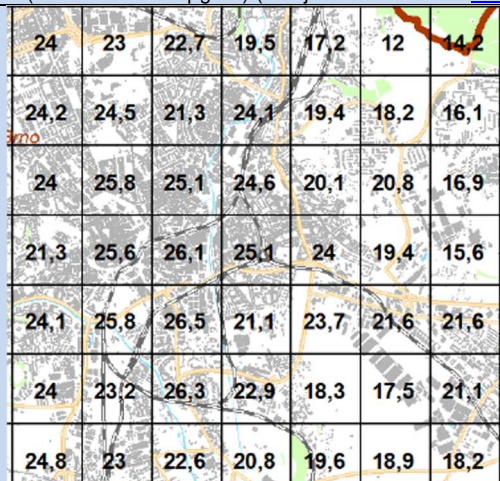 24 23 22,7 19,5 17,2 12 14,2
24,2 24,5 21,3 24,1 19,4 18,2 16,1
Brno
24 25,8 25,1 24,6 20,1 20,8 16,9
21,3 25,6 26,1 25,1 24 19,4 15,6
24,1 25,8 26,5 21,1 23,7 21,6 21,6
24 23,2 26,3 22,9 18,3 17,5 21,1
24,8 23 22,6 20,8 19,6 18,9 18,2